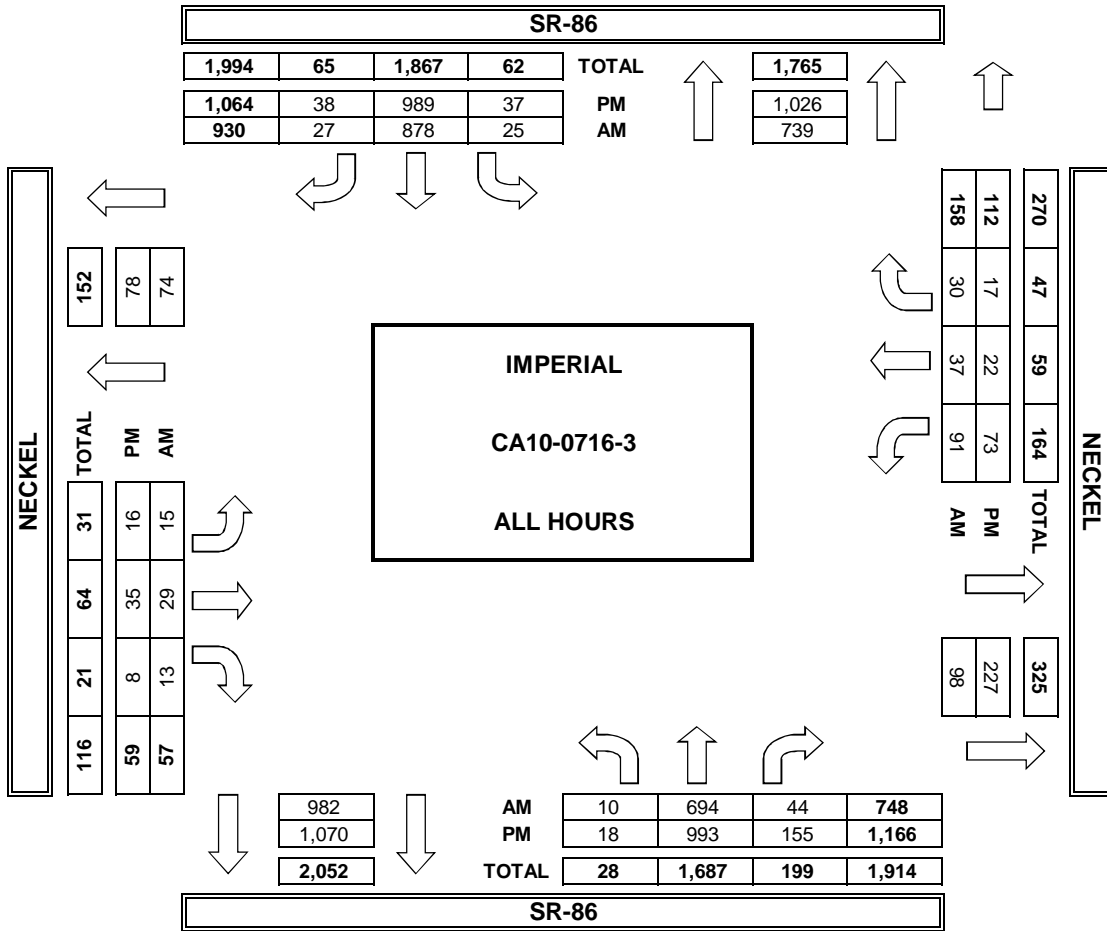 SR-86
1,994 65 1,867 62 TOTAL 1,765
1,064 38 989 37 PM 1,026
930 27 878 25 AM 739
NECKEL
152 78 74
TOTAL PM AM
31 16 15
64 35 29
21 8 13
116 59 57
IMPERIAL
CA10-0716-3
ALL HOURS
158 112 270
30 17 47
37 22 59
91 73 164
AM PM TOTAL
98 227 325
NECKEL
982 AM 10 694 44 748
1,070 PM 18 993 155 1,166
2,052 TOTAL 28 1,687 199 1,914
SR-86